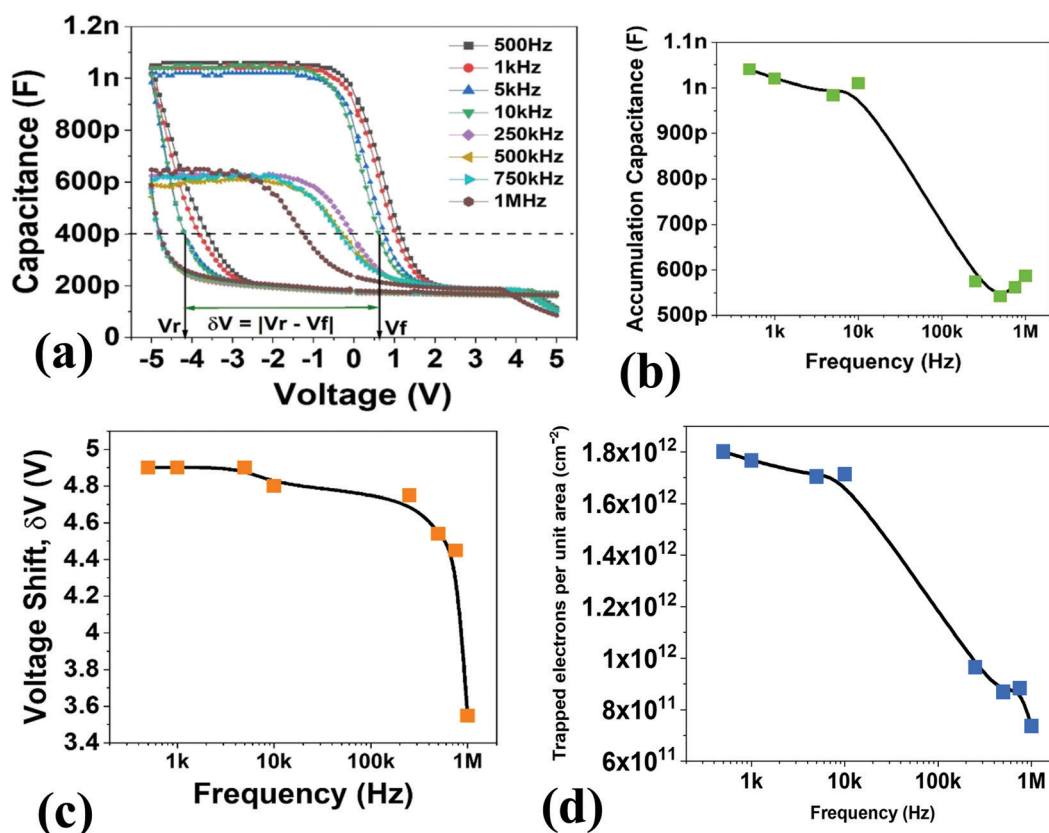 1.2n
1n
800p
600p
400p
200p
0
Capacitance (F)
500Hz
1kHz
5kHz
10kHz
250kHz
500kHz
750kHz
1MHz
Vr
δV = |Vr - Vf|
Vf
-5 -4 -3 -2 -1 0 1 2 3 4 5
Voltage (V)
(a)
1.1n
1n
900p
800p
700p
600p
500p
Accumulation Capacitance (F)
1k 10k 100k 1M
Frequency (Hz)
(b)
5
4.8
4.6
4.4
4.2
4
3.8
3.6
3.4
Voltage Shift, δV (V)
1k 10k 100k 1M
Frequency (Hz)
(c)
1.8x10¹²
1.6x10¹²
1.4x10¹²
1.2x10¹²
1x10¹²
8x10¹¹
6x10¹¹
Trapped electrons per unit area (cm⁻²)
1k 10k 100k 1M
Frequency (Hz)
(d)